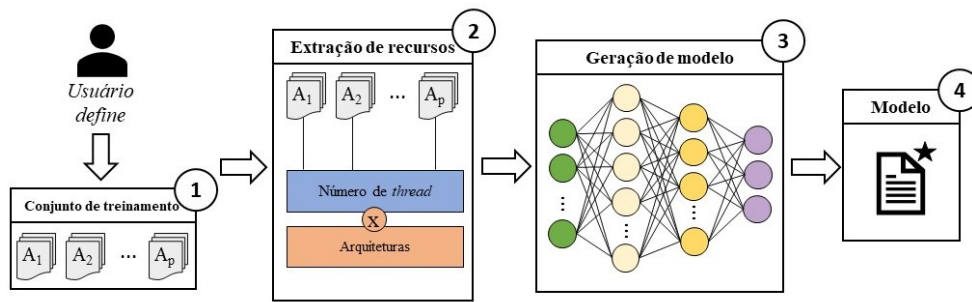 Usuário
define
1
Conjunto de treinamento
A1 A2 ... Ap
2
Extração de recursos
A1 A2 ... Ap
Número de thread
X
Arquiteturas
3
Geração de modelo
...
...
...
4
Modelo